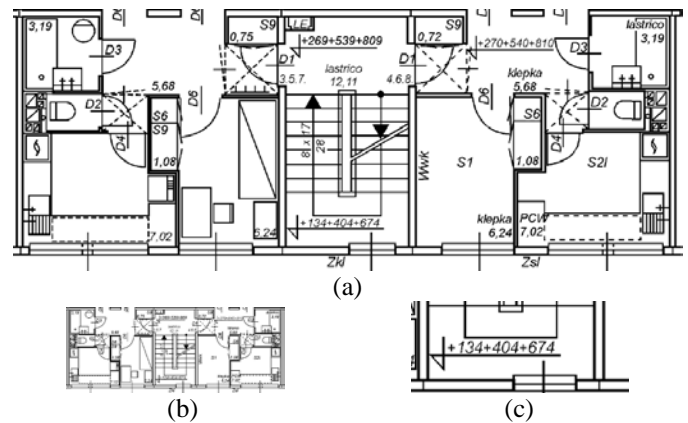 3,19
D3
5,68
D2
D4
D6
S6
S9
1,08
7,02
6,24
S9
0,75
LE
D1
3.5.7.
+269+539+809
lastrico
12,11
8 x 17
28
+134+404+674
Zkl
S9
0,72
D1
4.6.8.
+270+540+810
klepka
5,68
D6
S6
1,08
Wwk
S1
klepka
6,24
Zsl
lastrico
3,19
D3
D2
D4
S2l
PCW
7,02
(a)
(b)
+134+404+674
(c)